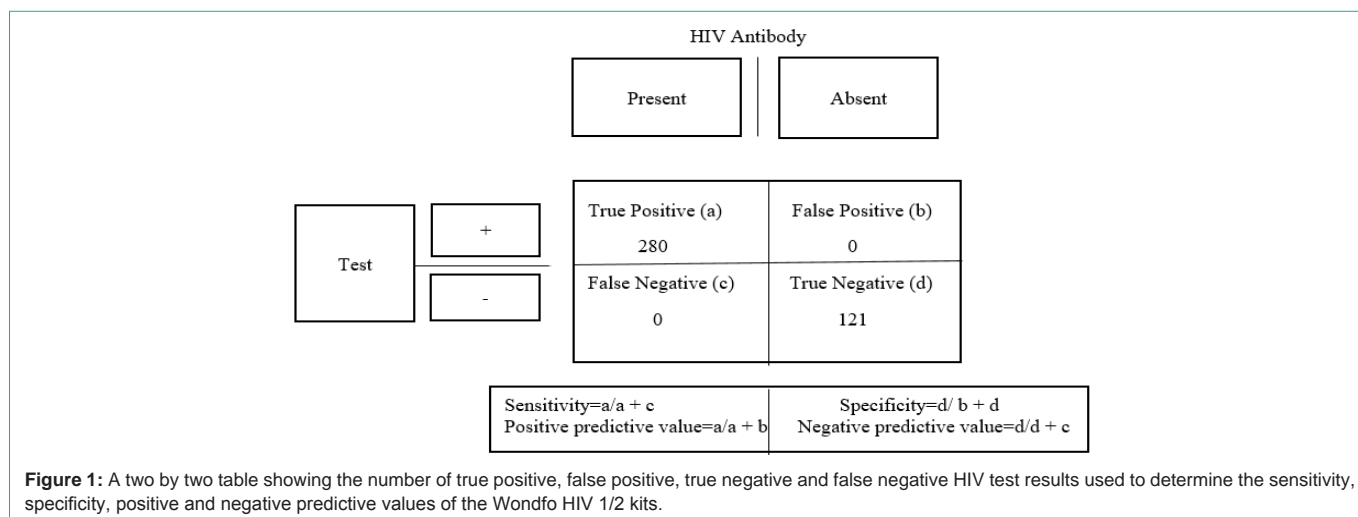 HIV Antibody
Present
Absent
Test
+
-
True Positive (a)
280
False Positive (b)
0
False Negative (c)
0
True Negative (d)
121
Sensitivity=a/a + c
Positive predictive value=a/a + b
Specificity=d/ b + d
Negative predictive value=d/d + c
Figure 1: A two by two table showing the number of true positive, false positive, true negative and false negative HIV test results used to determine the sensitivity,
specificity, positive and negative predictive values of the Wondfo HIV 1/2 kits.